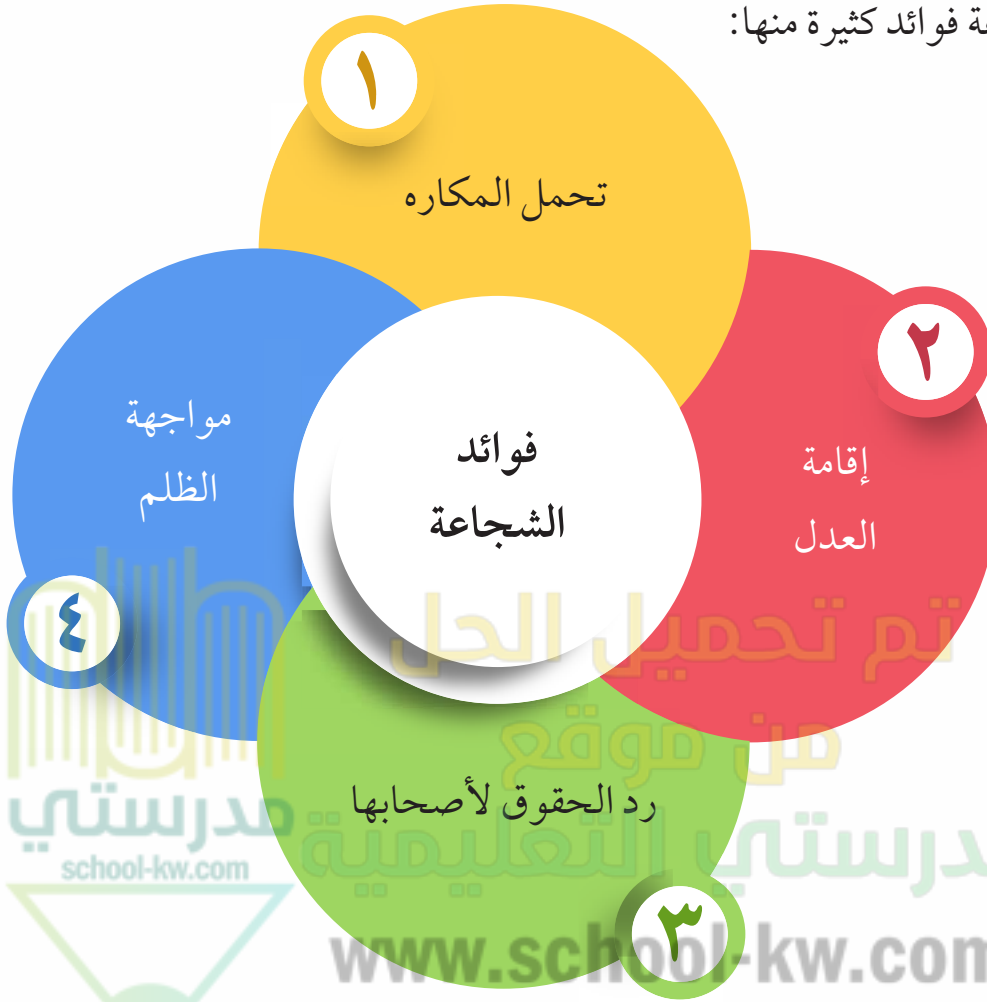 فوائد كثيرة منها:
١
تحمل المكاره
٢
إقامة
العدل
فوائد
الشجاعة
مواجهة
الظلم
٤
رد الحقوق لأصحابها
٣
تم تحميل الحل
من موقع
مدرستي التعليمية
مدرستي
school-kw.com
www.school-kw.com